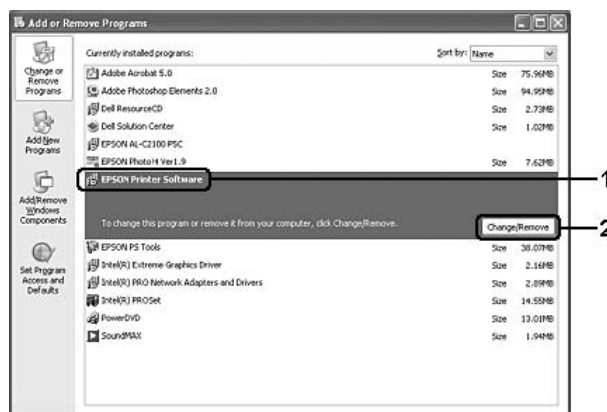 Add or Remove Programs
Currently installed programs: Sort by: Name
Change or
Remove
Programs
Add New
Programs
Add/Remove
Windows
Components
Set Program
Access and
Defaults
Adobe Acrobat 5.0 Size 75.96MB
Adobe Photoshop Elements 2.0 Size 94.95MB
Dell ResourceCD Size 2.73MB
Dell Solution Center Size 1.02MB
EPSON AL-C2100 PSC
EPSON Photo!4 Ver1.9 Size 7.62MB
EPSON Printer Software 1
To change this program or remove it from your computer, click Change/Remove.
Change/Remove 2
EPSON PS Tools Size 38.07MB
Intel(R) Extreme Graphics Driver Size 2.16MB
Intel(R) PRO Network Adapters and Drivers Size 2.89MB
Intel(R) PROSet Size 14.55MB
PowerDVD Size 13.01MB
SoundMAX Size 1.94MB